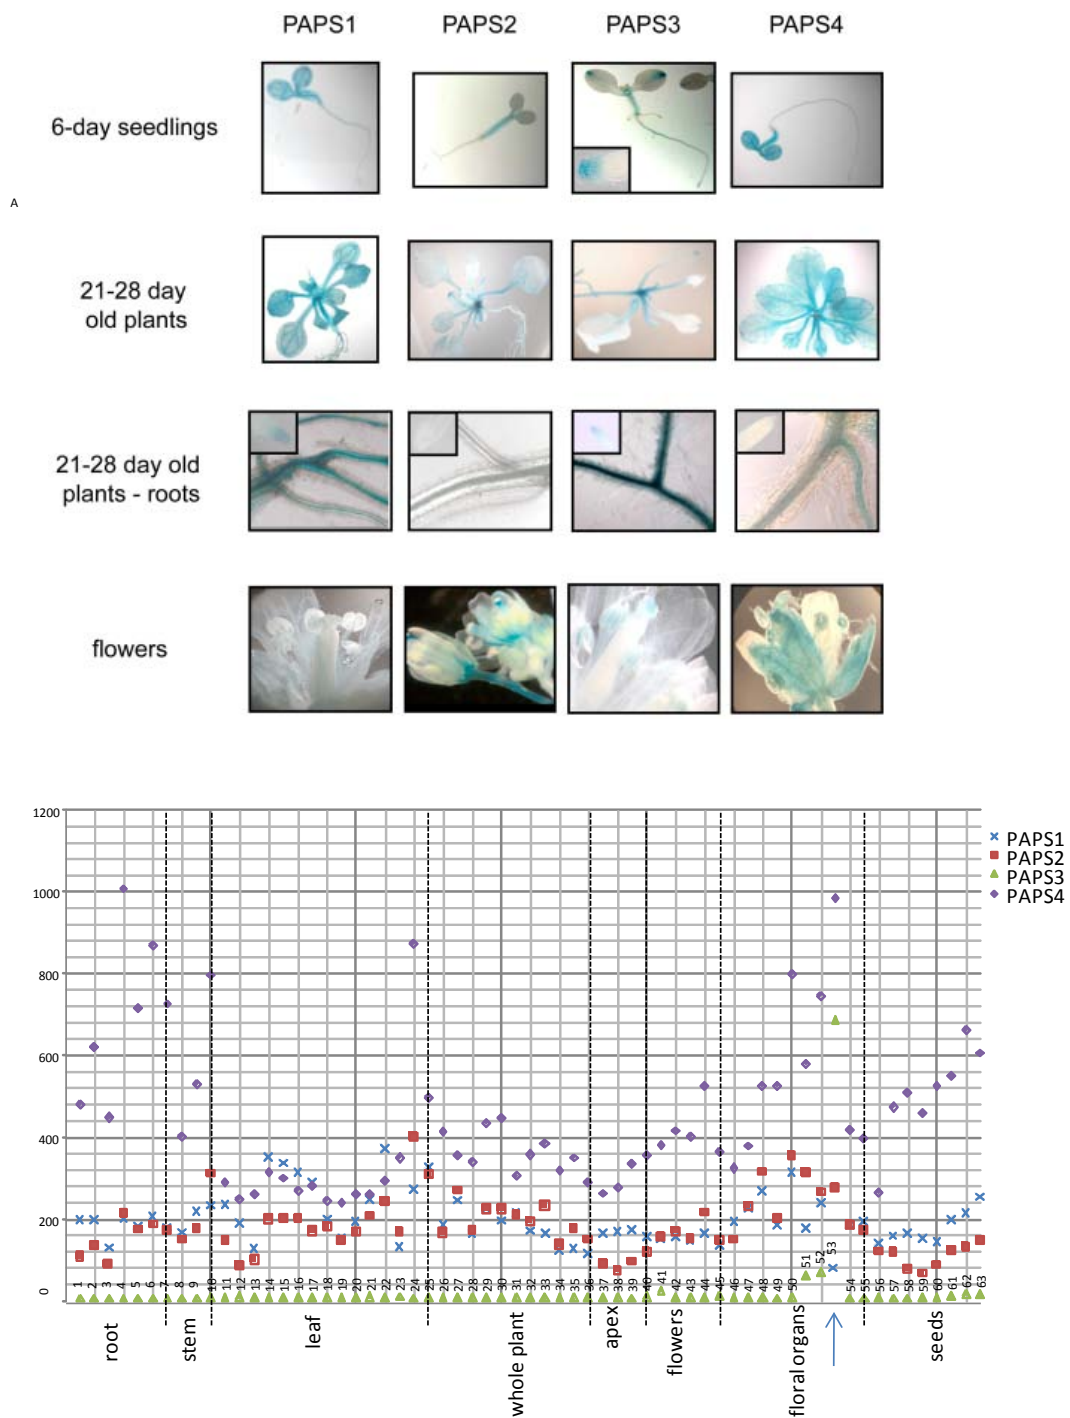 PAPS1 PAPS2 PAPS3 PAPS4
6-day seedlings
A
21-28 day
old plants
21-28 day old
plants - roots
flowers
1200
1000
800
600
400
200
0
PAPS1
PAPS2
PAPS3
PAPS4
1 2 3 4 5 6 7 8 9 10 11 12 13 14 15 16 17 18 19 20 21 22 23 24 25 26 27 28 29 30 31 32 33 34 35 36 37 38 39 40 41 42 43 44 45 46 47 48 49 50 51 52 53 54 55 56 57 58 59 60 61 62 63
root stem leaf whole plant apex flowers floral organs seeds